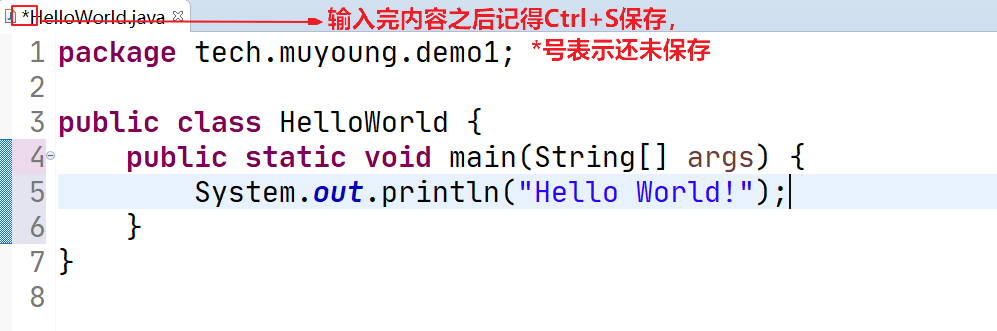 *HelloWorld.java
输入完内容之后记得Ctrl+S保存,
*号表示还未保存
1 package tech.muyoung.demo1;
2
3 public class HelloWorld {
4     public static void main(String[] args) {
5         System.out.println("Hello World!");
6     }
7 }
8